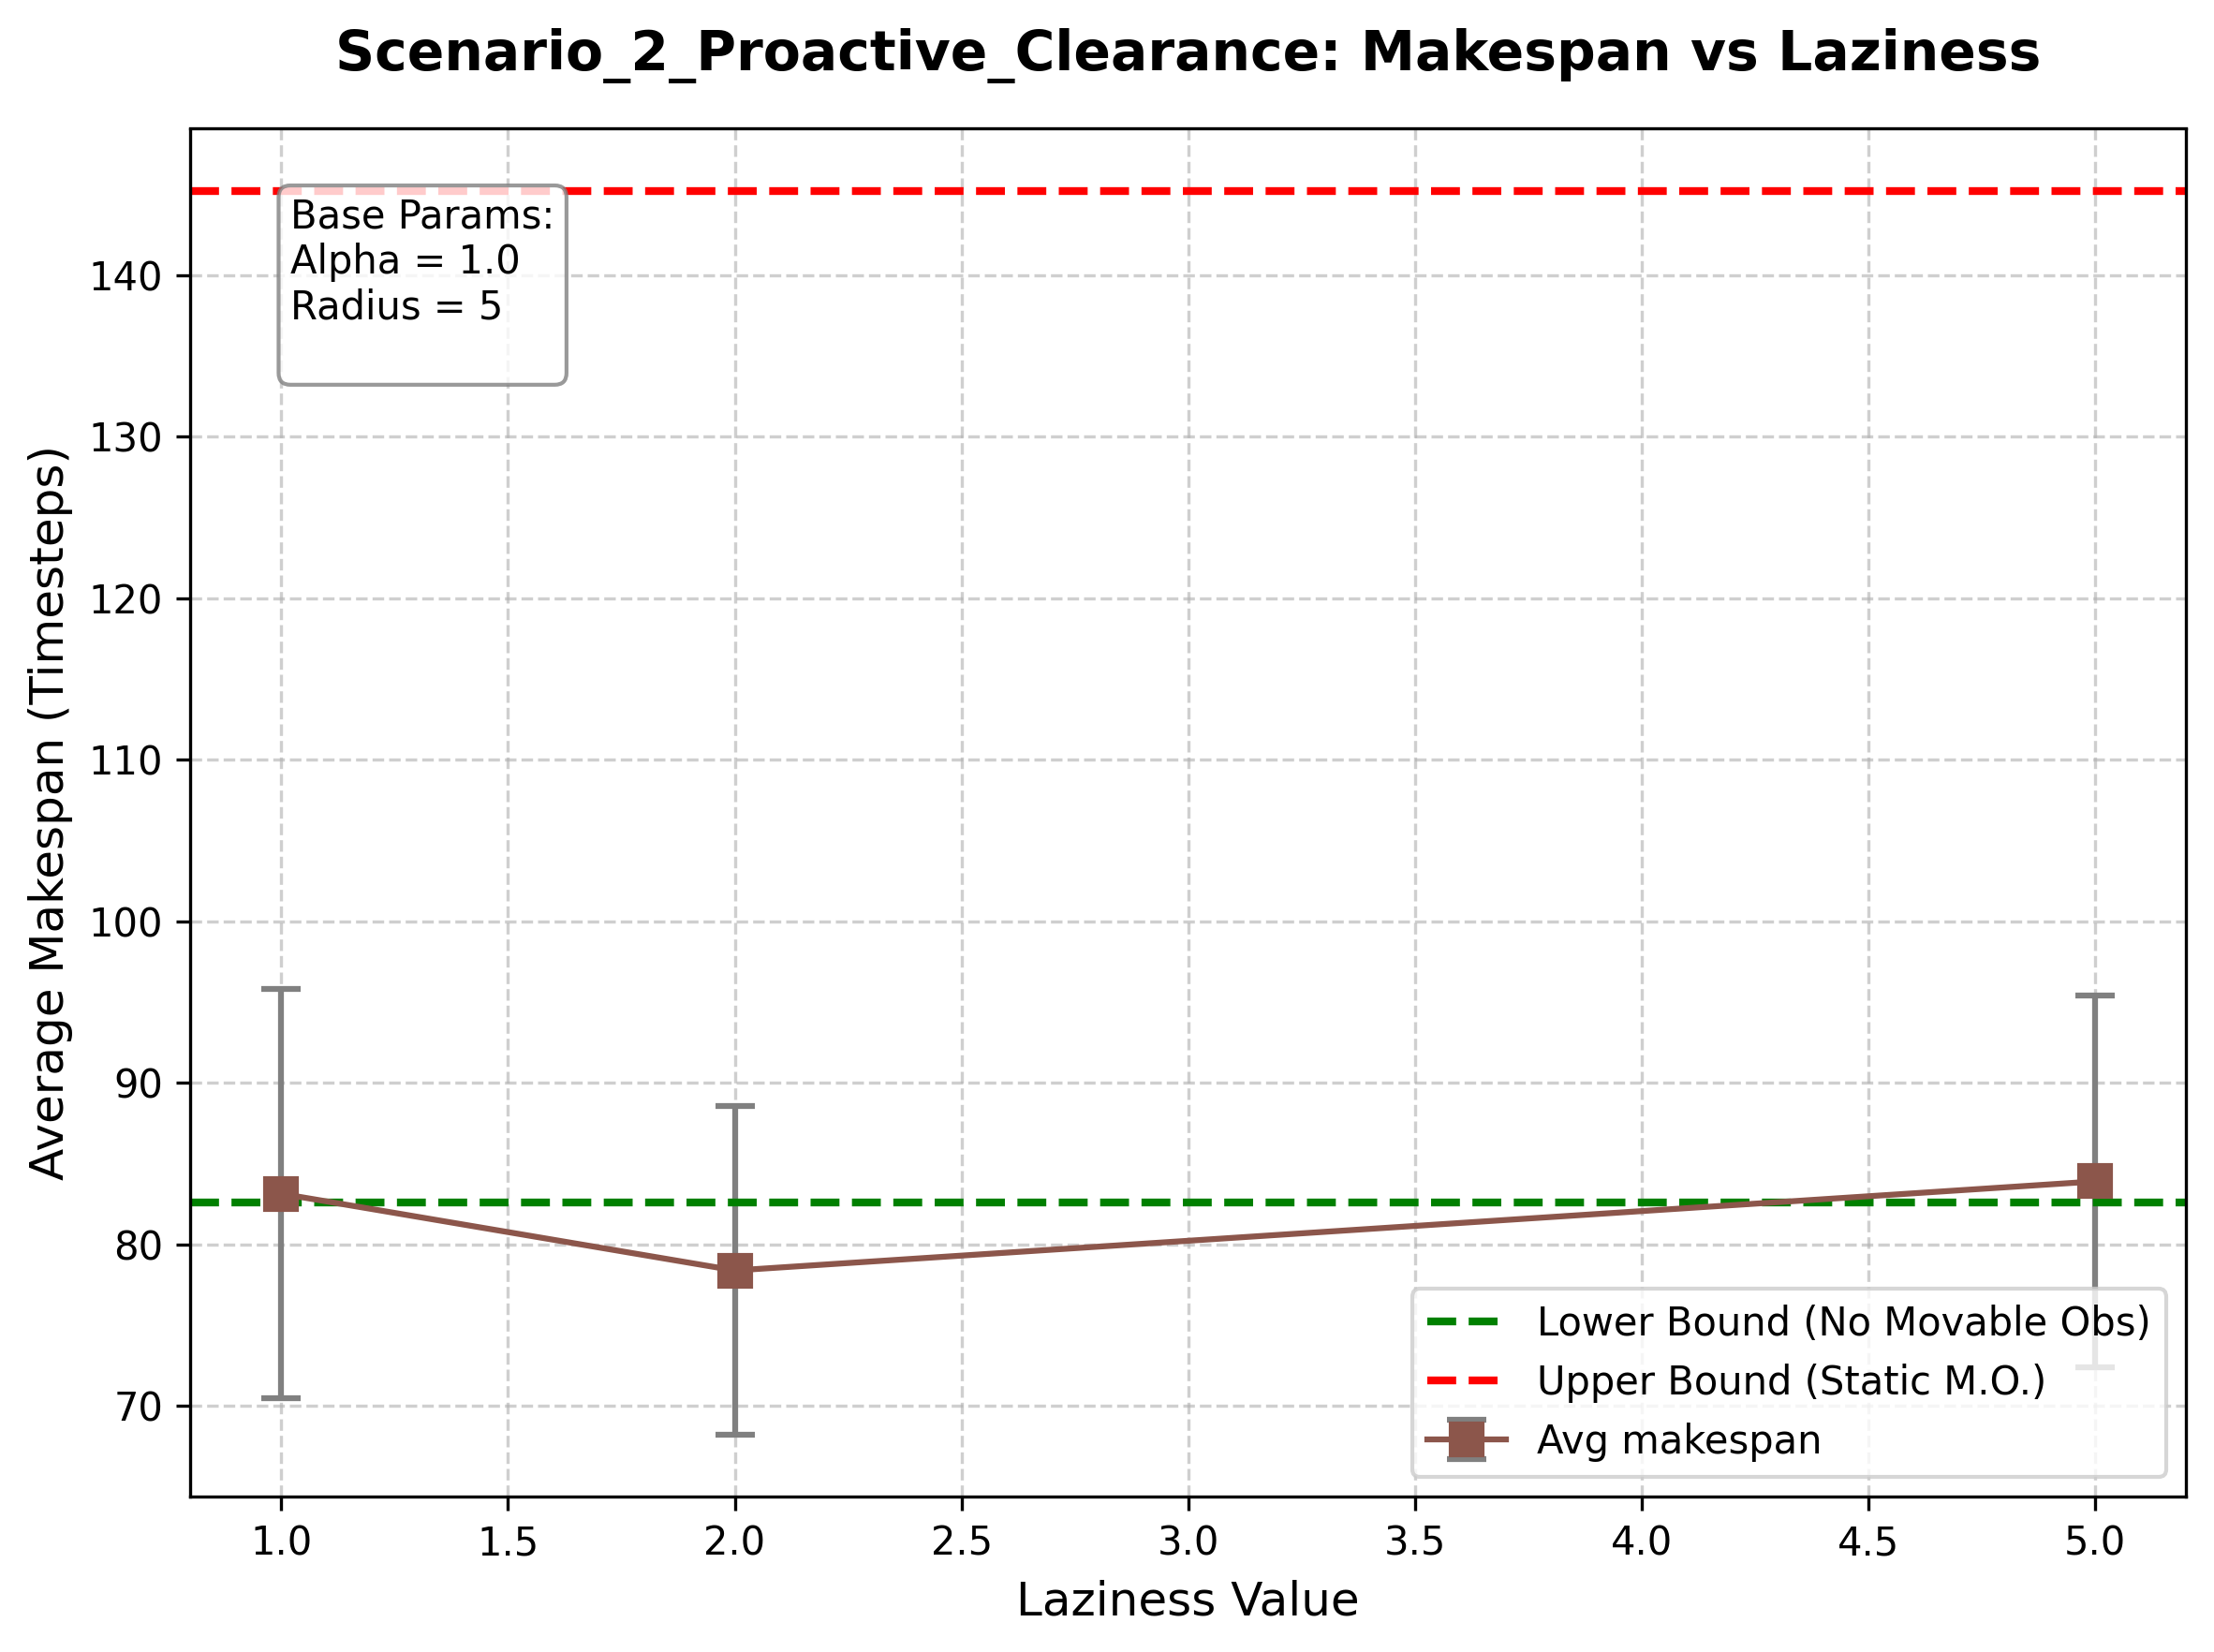 Scenario_2_Proactive_Clearance: Makespan vs Laziness
Average Makespan (Timesteps)
140
130
120
110
100
90
80
70
Base Params:
Alpha = 1.0
Radius = 5
Lower Bound (No Movable Obs)
Upper Bound (Static M.O.)
Avg makespan
1.0 1.5 2.0 2.5 3.0 3.5 4.0 4.5 5.0
Laziness Value